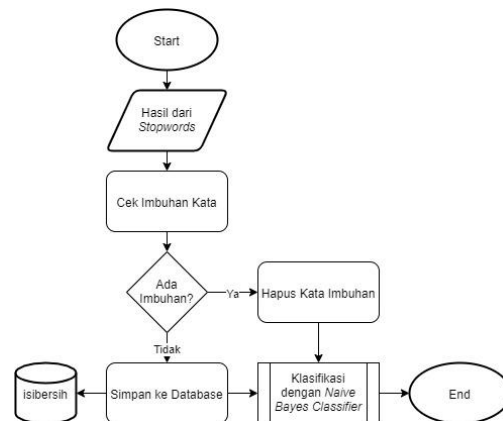 Start
Hasil dari
Stopwords
Cek Imbuhan Kata
Ada
Imbuhan?
Ya
Hapus Kata Imbuhan
Tidak
isibersih
Simpan ke Database
Klasifikasi
dengan Naive
Bayes Classifier
End